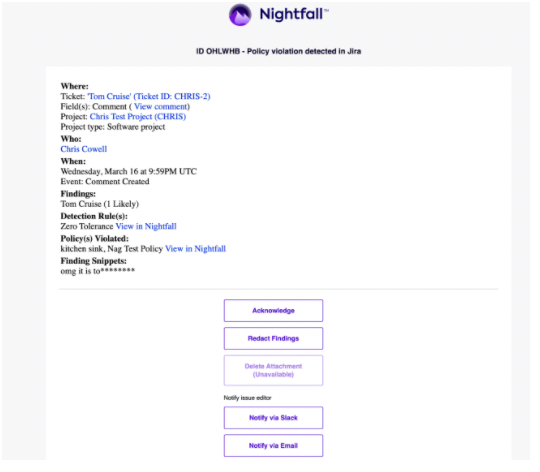 Nightfall™
ID OHLWHB - Policy violation detected in Jira
Where:
Ticket: 'Tom Cruise' (Ticket ID: CHRIS-2)
Field(s): Comment ( View comment)
Project: Chris Test Project (CHRIS)
Project type: Software project
Who:
Chris Cowell
When:
Wednesday, March 16 at 9:59PM UTC
Event: Comment Created
Findings:
Tom Cruise (1 Likely)
Detection Rule(s):
Zero Tolerance View in Nightfall
Policy(s) Violated:
kitchen sink, Nag Test Policy View in Nightfall
Finding Snippets:
omg it is to********
Acknowledge
Redact Findings
Delete Attachment
(Unavailable)
Notify issue editor
Notify via Slack
Notify via Email